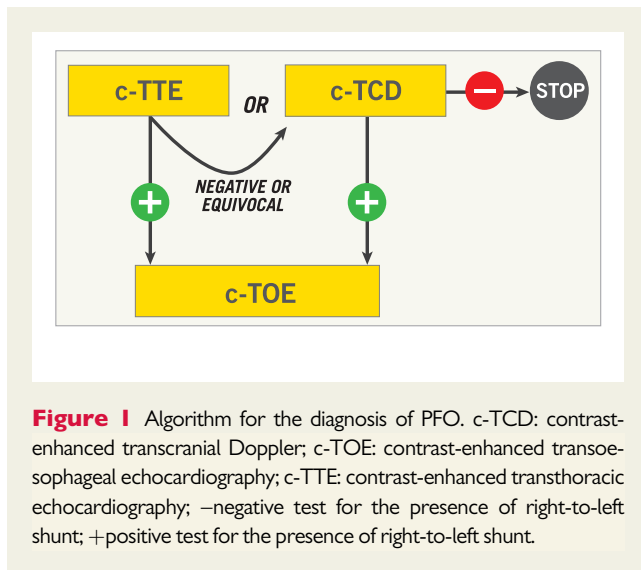 c-TTE
OR
c-TCD
−
STOP
NEGATIVE OR
EQUIVOCAL
+
+
c-TOE
Figure 1 Algorithm for the diagnosis of PFO. c-TCD: contrast-
enhanced transcranial Doppler; c-TOE: contrast-enhanced transoe-
sophageal echocardiography; c-TTE: contrast-enhanced transthoracic
echocardiography; −negative test for the presence of right-to-left
shunt; +positive test for the presence of right-to-left shunt.